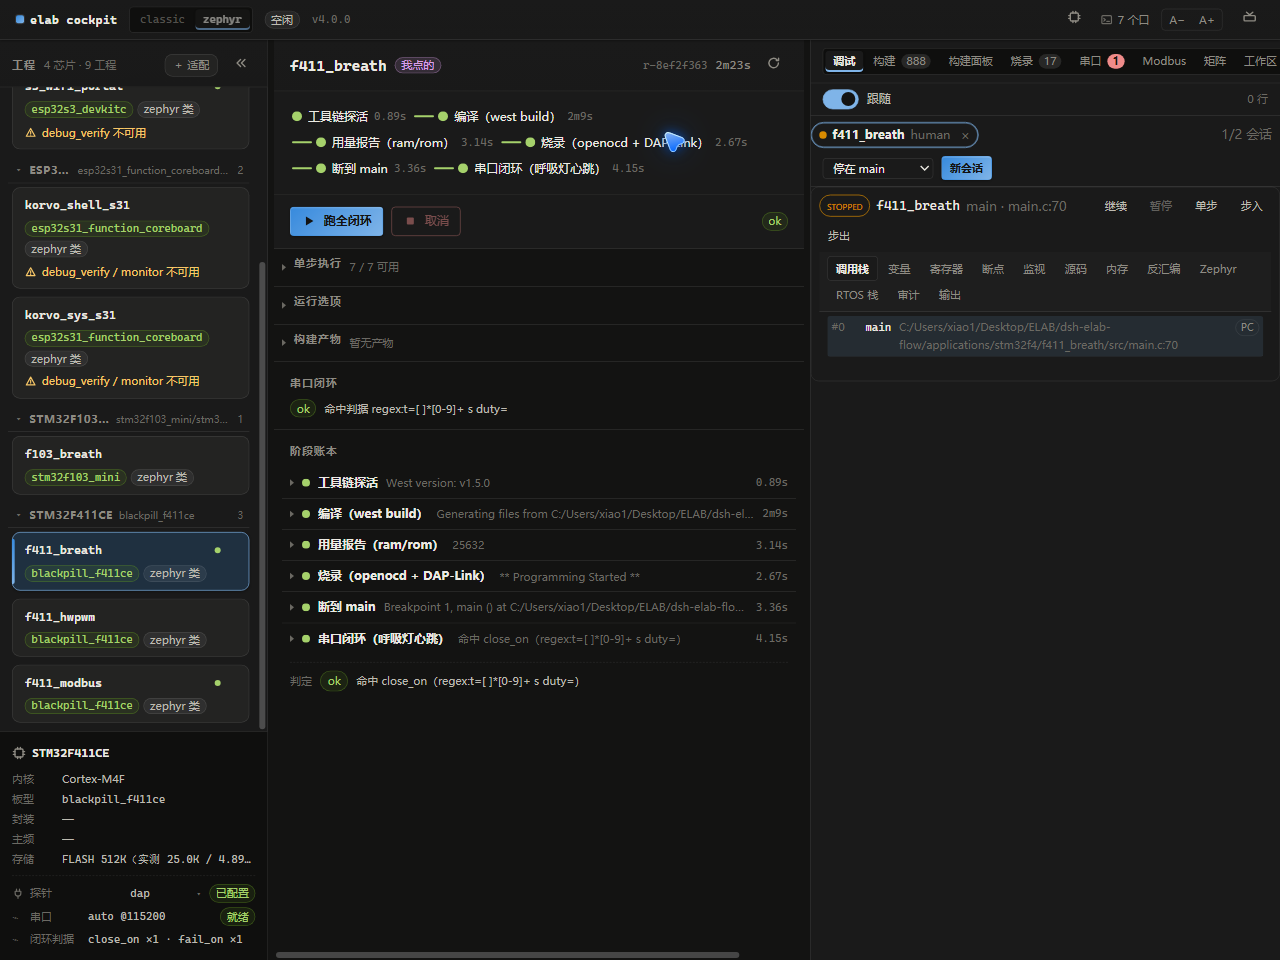 elab cockpit classic zephyr 空闲 v4.0.0 7 个口 A− A+
工程 4 芯片 · 9 工程 + 适配
esp32s3_devkitc zephyr 类
debug_verify 不可用
ESP3... esp32s31_function_coreboard... 2
korvo_shell_s31
esp32s31_function_coreboard
zephyr 类
debug_verify / monitor 不可用
korvo_sys_s31
esp32s31_function_coreboard
zephyr 类
debug_verify / monitor 不可用
STM32F103... stm32f103_mini/stm3... 1
f103_breath
stm32f103_mini zephyr 类
STM32F411CE blackpill_f411ce 3
f411_breath
blackpill_f411ce zephyr 类
f411_hwpwm
blackpill_f411ce zephyr 类
f411_modbus
blackpill_f411ce zephyr 类
STM32F411CE
内核 Cortex-M4F
板型 blackpill_f411ce
封装 —
主频 —
存储 FLASH 512K（实测 25.0K / 4.89...
探针 dap 已配置
串口 auto @115200 就绪
闭环判据 close_on ×1 · fail_on ×1
f411_breath 我点的 r-8ef2f363 2m23s
工具链探活 0.89s 编译（west build） 2m9s
用量报告（ram/rom） 3.14s 烧录（openocd + DAP-Link） 2.67s
断到 main 3.36s 串口闭环（呼吸灯心跳） 4.15s
跑全闭环 取消 ok
单步执行 7 / 7 可用
运行选项
构建产物 暂无产物
串口闭环
ok 命中判据 regex:t=[ ]*[0-9]+ s duty=
阶段账本
工具链探活 West version: v1.5.0 0.89s
编译（west build） Generating files from C:/Users/xiao1/Desktop/ELAB/dsh-el... 2m9s
用量报告（ram/rom） 25632 3.14s
烧录（openocd + DAP-Link） ** Programming Started ** 2.67s
断到 main Breakpoint 1, main () at C:/Users/xiao1/Desktop/ELAB/dsh-elab-flo... 3.36s
串口闭环（呼吸灯心跳） 命中 close_on（regex:t=[ ]*[0-9]+ s duty=） 4.15s
判定 ok 命中 close_on（regex:t=[ ]*[0-9]+ s duty=）
调试 构建 888 构建面板 烧录 17 串口 1 Modbus 矩阵 工作区
跟随 0 行
f411_breath human × 1/2 会话
停在 main 新会话
STOPPED f411_breath main · main.c:70 继续 暂停 单步 步入
步出
调用栈 变量 寄存器 断点 监视 源码 内存 反汇编 Zephyr
RTOS 栈 审计 输出
#0 main C:/Users/xiao1/Desktop/ELAB/dsh-elab- PC
flow/applications/stm32f4/f411_breath/src/main.c:70